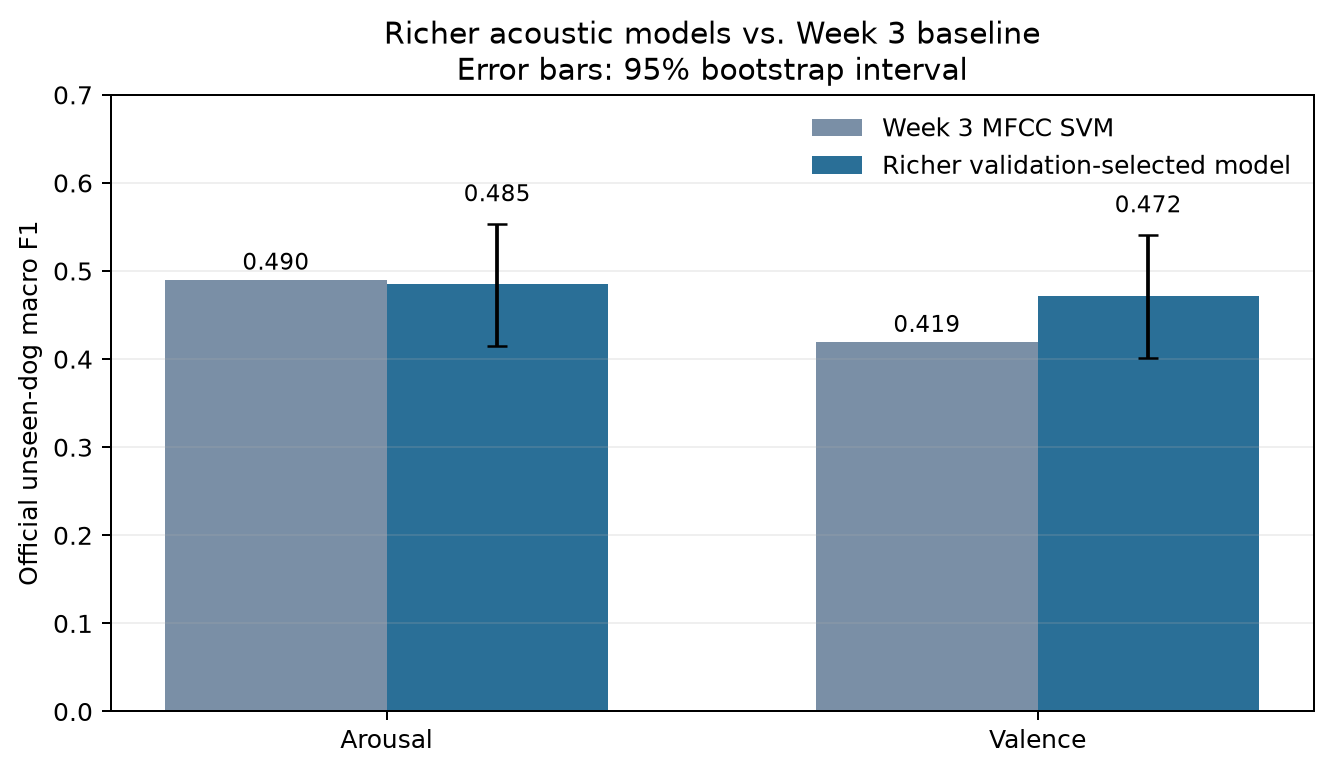 Richer acoustic models vs. Week 3 baseline
Error bars: 95% bootstrap interval
Official unseen-dog macro F1
0.7
0.6
0.5
0.4
0.3
0.2
0.1
0.0
Week 3 MFCC SVM
Richer validation-selected model
0.490
0.485
0.419
0.472
Arousal
Valence